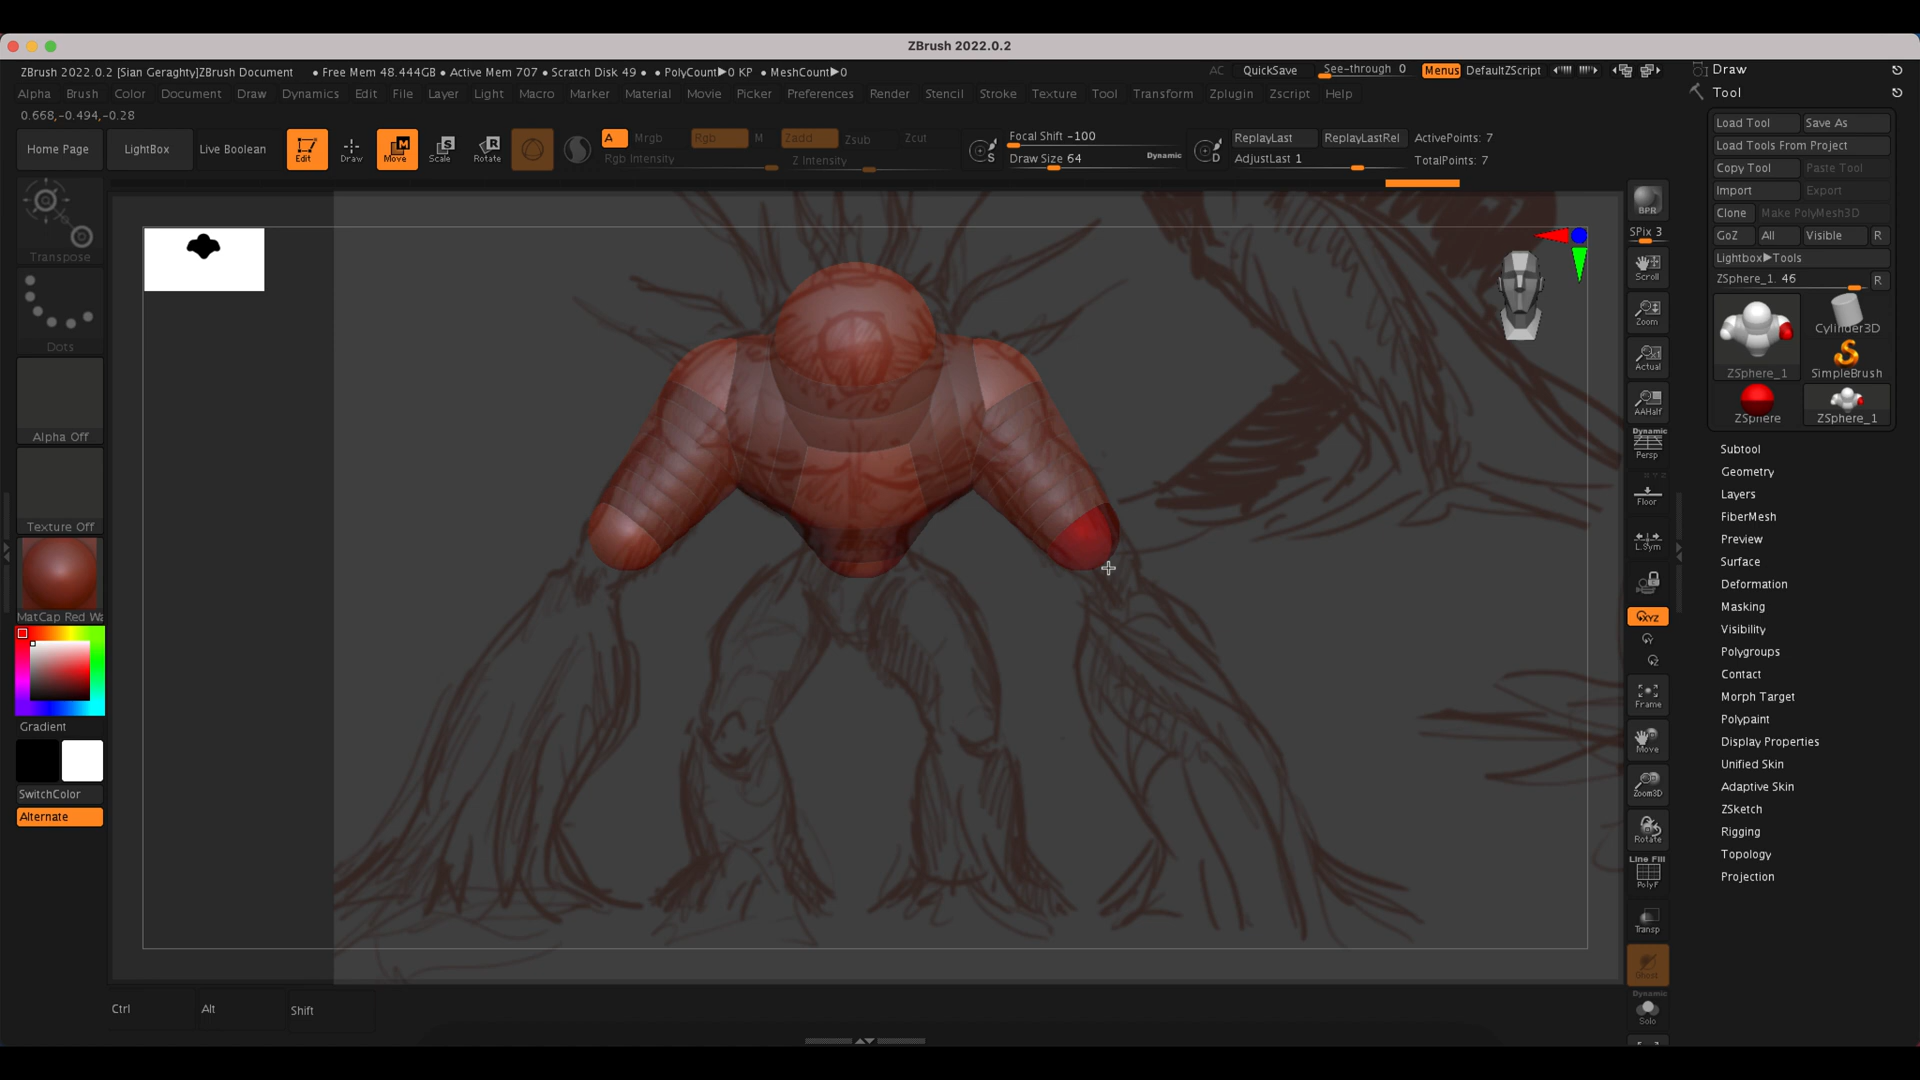 ZBrush 2022.0.2
ZBrush 2022.0.2 [Sian Geraghty]ZBrush Document • Free Mem 48.444GB • Active Mem 707 • Scratch Disk 49 • • PolyCount▶0 KP • MeshCount▶0 AC QuickSave See-through 0 Menus DefaultZScript
Alpha Brush Color Document Draw Dynamics Edit File Layer Light Macro Marker Material Movie Picker Preferences Render Stencil Stroke Texture Tool Transform Zplugin Zscript Help
0.668,-0.494,-0.28
Home Page LightBox Live Boolean Edit Draw Move Scale Rotate
A Mrgb Rgb M Zadd Zsub Zcut
Rgb Intensity Z Intensity
Focal Shift -100
Draw Size 64 Dynamic
S D
ReplayLast ReplayLastRel ActivePoints: 7
AdjustLast 1 TotalPoints: 7
Transpose
Dots
Alpha Off
Texture Off
MatCap Red Wa
Gradient
SwitchColor
Alternate
Ctrl Alt Shift
BPR
SPix 3
Scroll
Zoom
Actual
AAHalf
Dynamic
Persp
Floor
L.Sym
XYZ
Y
Z
Frame
Move
Zoom3D
Rotate
Line Fill
PolyF
Transp
Ghost
Dynamic
Solo
Draw
Tool
Load Tool Save As
Load Tools From Project
Copy Tool Paste Tool
Import Export
Clone Make PolyMesh3D
GoZ All Visible R
Lightbox▶Tools
ZSphere_1. 46 R
ZSphere_1 Cylinder3D
SimpleBrush
ZSphere ZSphere_1
Subtool
Geometry
Layers
FiberMesh
Preview
Surface
Deformation
Masking
Visibility
Polygroups
Contact
Morph Target
Polypaint
Display Properties
Unified Skin
Adaptive Skin
ZSketch
Rigging
Topology
Projection